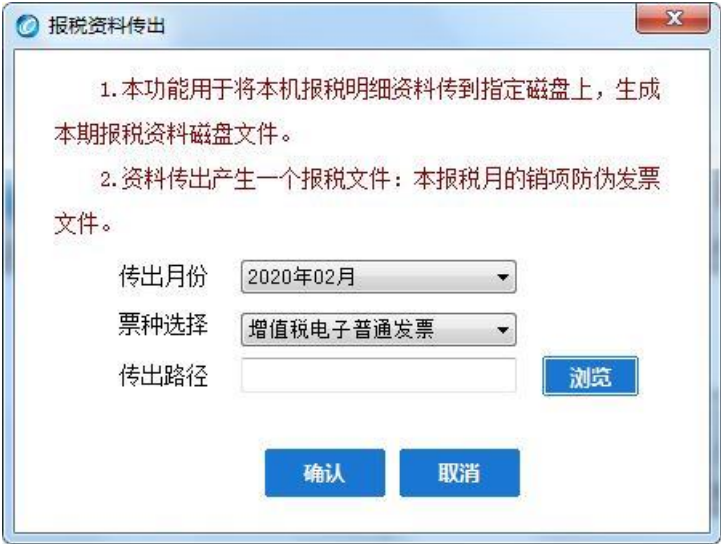 报税资料传出
1.本功能用于将本机报税明细资料传到指定磁盘上，生成
本期报税资料磁盘文件。
2.资料传出产生一个报税文件：本报税月的销项防伪发票
文件。
传出月份 2020年02月
票种选择 增值税电子普通发票
传出路径 浏览
确认 取消